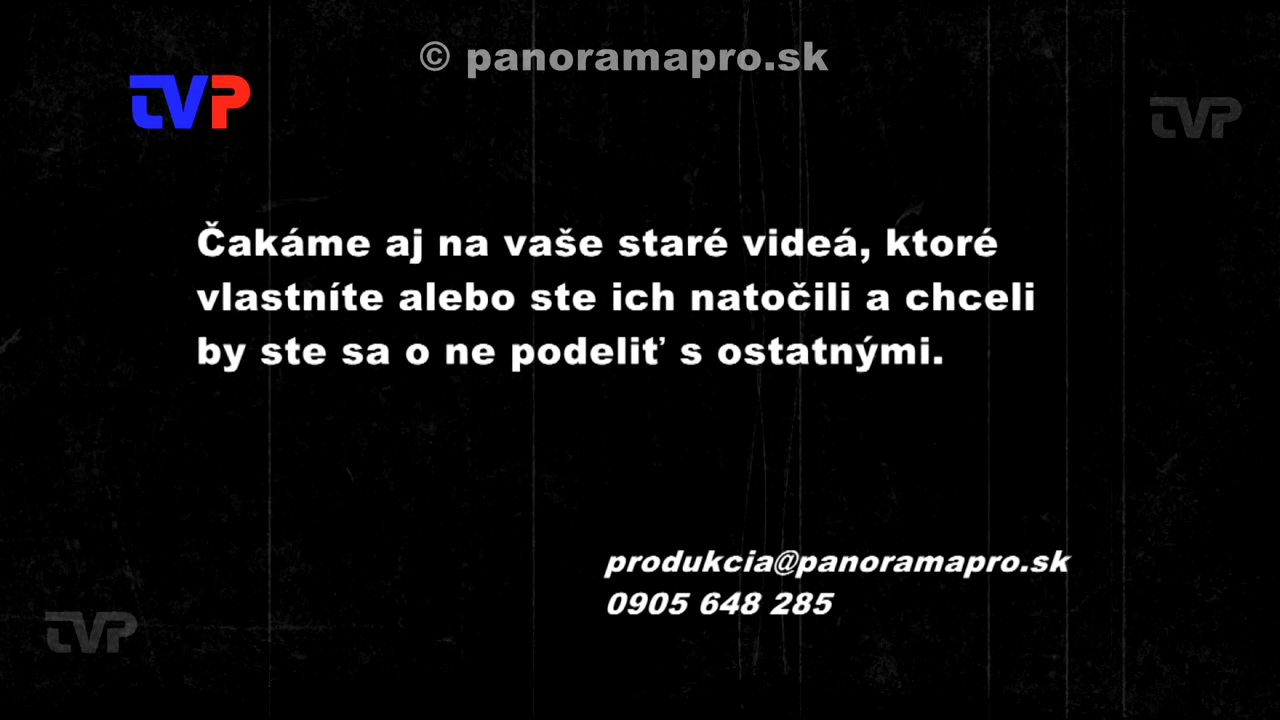 © panoramapro.sk
TVP
TVP
Čakáme aj na vaše staré videá, ktoré
vlastníte alebo ste ich natočili a chceli
by ste sa o ne podeliť s ostatnými.
produkcia@panoramapro.sk
0905 648 285
TVP